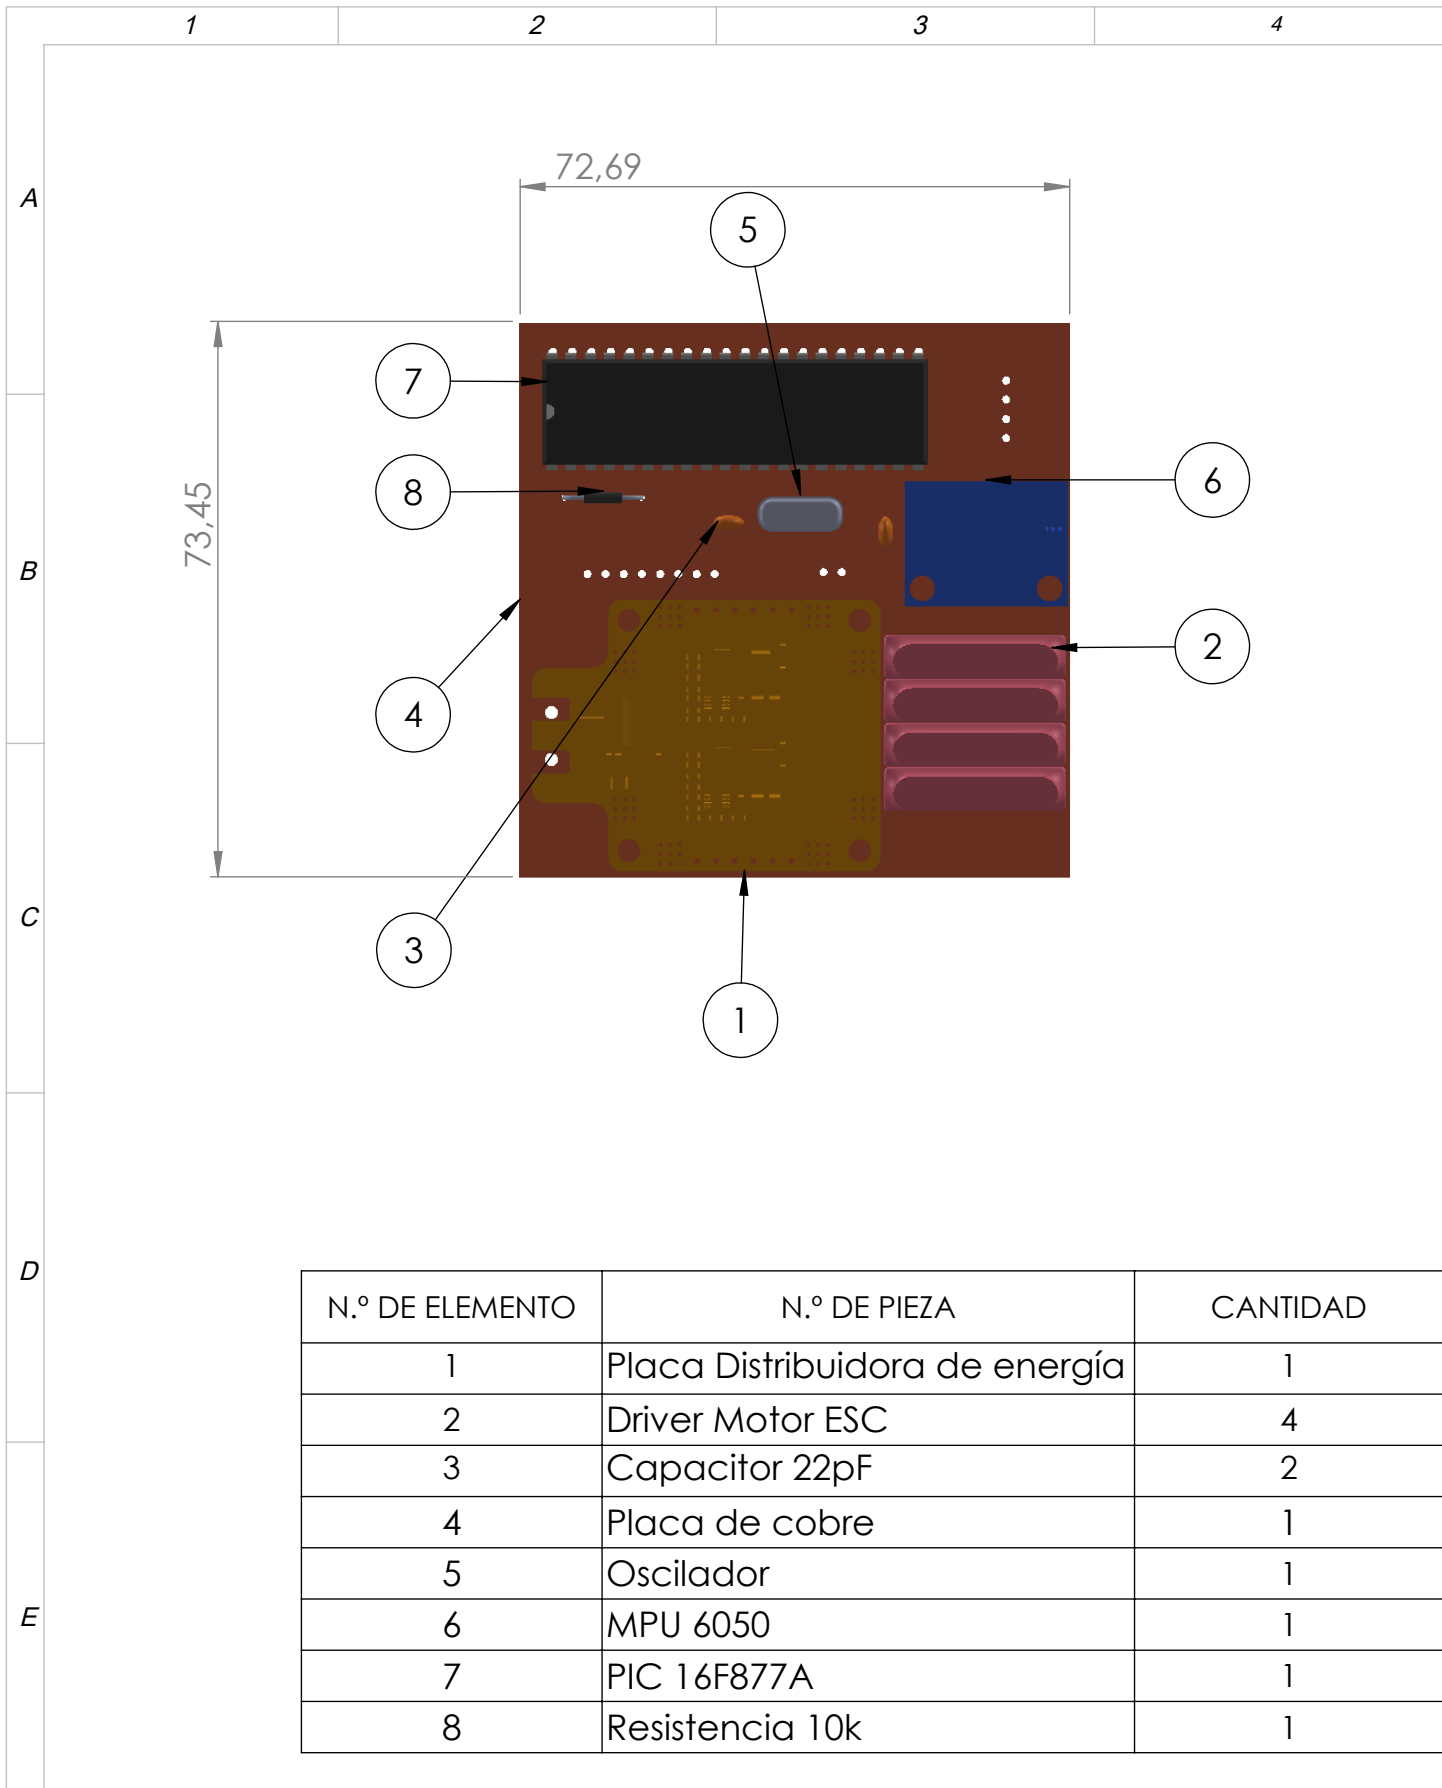 1 2 3 4
A
72,69
5
7
8
6
73,45
B
2
4
C
3
1
D
N.º DE ELEMENTO N.º DE PIEZA CANTIDAD
1 Placa Distribuidora de energía 1
2 Driver Motor ESC 4
3 Capacitor 22pF 2
4 Placa de cobre 1
5 Oscilador 1
E
6 MPU 6050 1
7 PIC 16F877A 1
8 Resistencia 10k 1